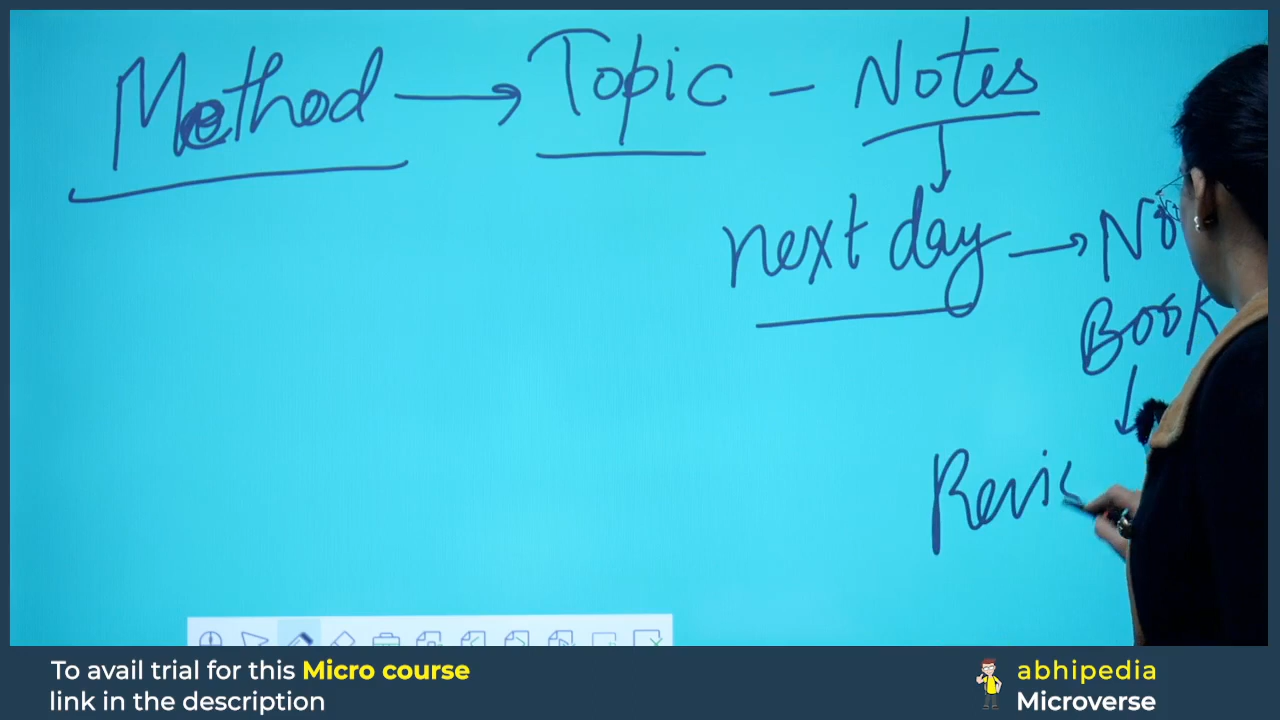 Method → Topic - Notes
next day → No
Book
Revis
To avail trial for this Micro course
link in the description
abhipedia
Microverse